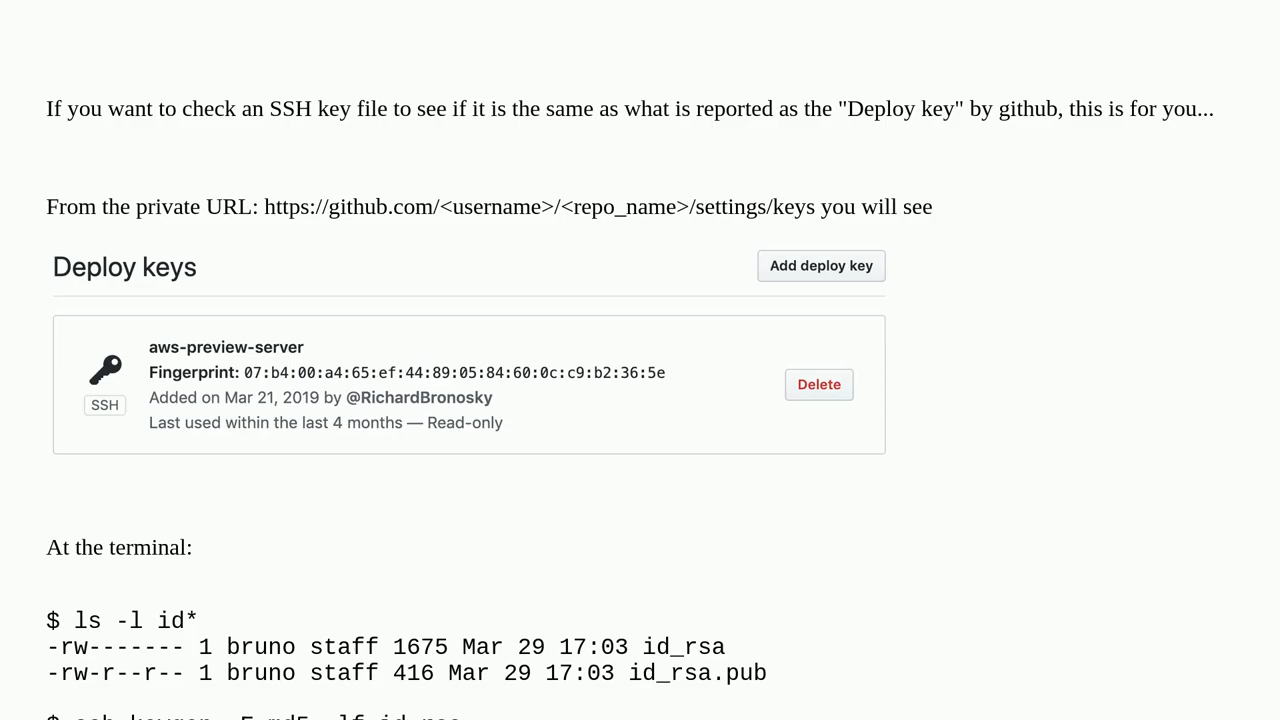 If you want to check an SSH key file to see if it is the same as what is reported as the "Deploy key" by github, this is for you...
From the private URL: https://github.com/<username>/<repo_name>/settings/keys you will see
Deploy keys
Add deploy key
aws-preview-server
Fingerprint: 07:b4:00:a4:65:ef:44:89:05:84:60:0c:c9:b2:36:5e
SSH
Added on Mar 21, 2019 by @RichardBronosky
Last used within the last 4 months — Read-only
Delete
At the terminal:
$ ls -l id*
-rw------- 1 bruno staff 1675 Mar 29 17:03 id_rsa
-rw-r--r-- 1 bruno staff 416 Mar 29 17:03 id_rsa.pub